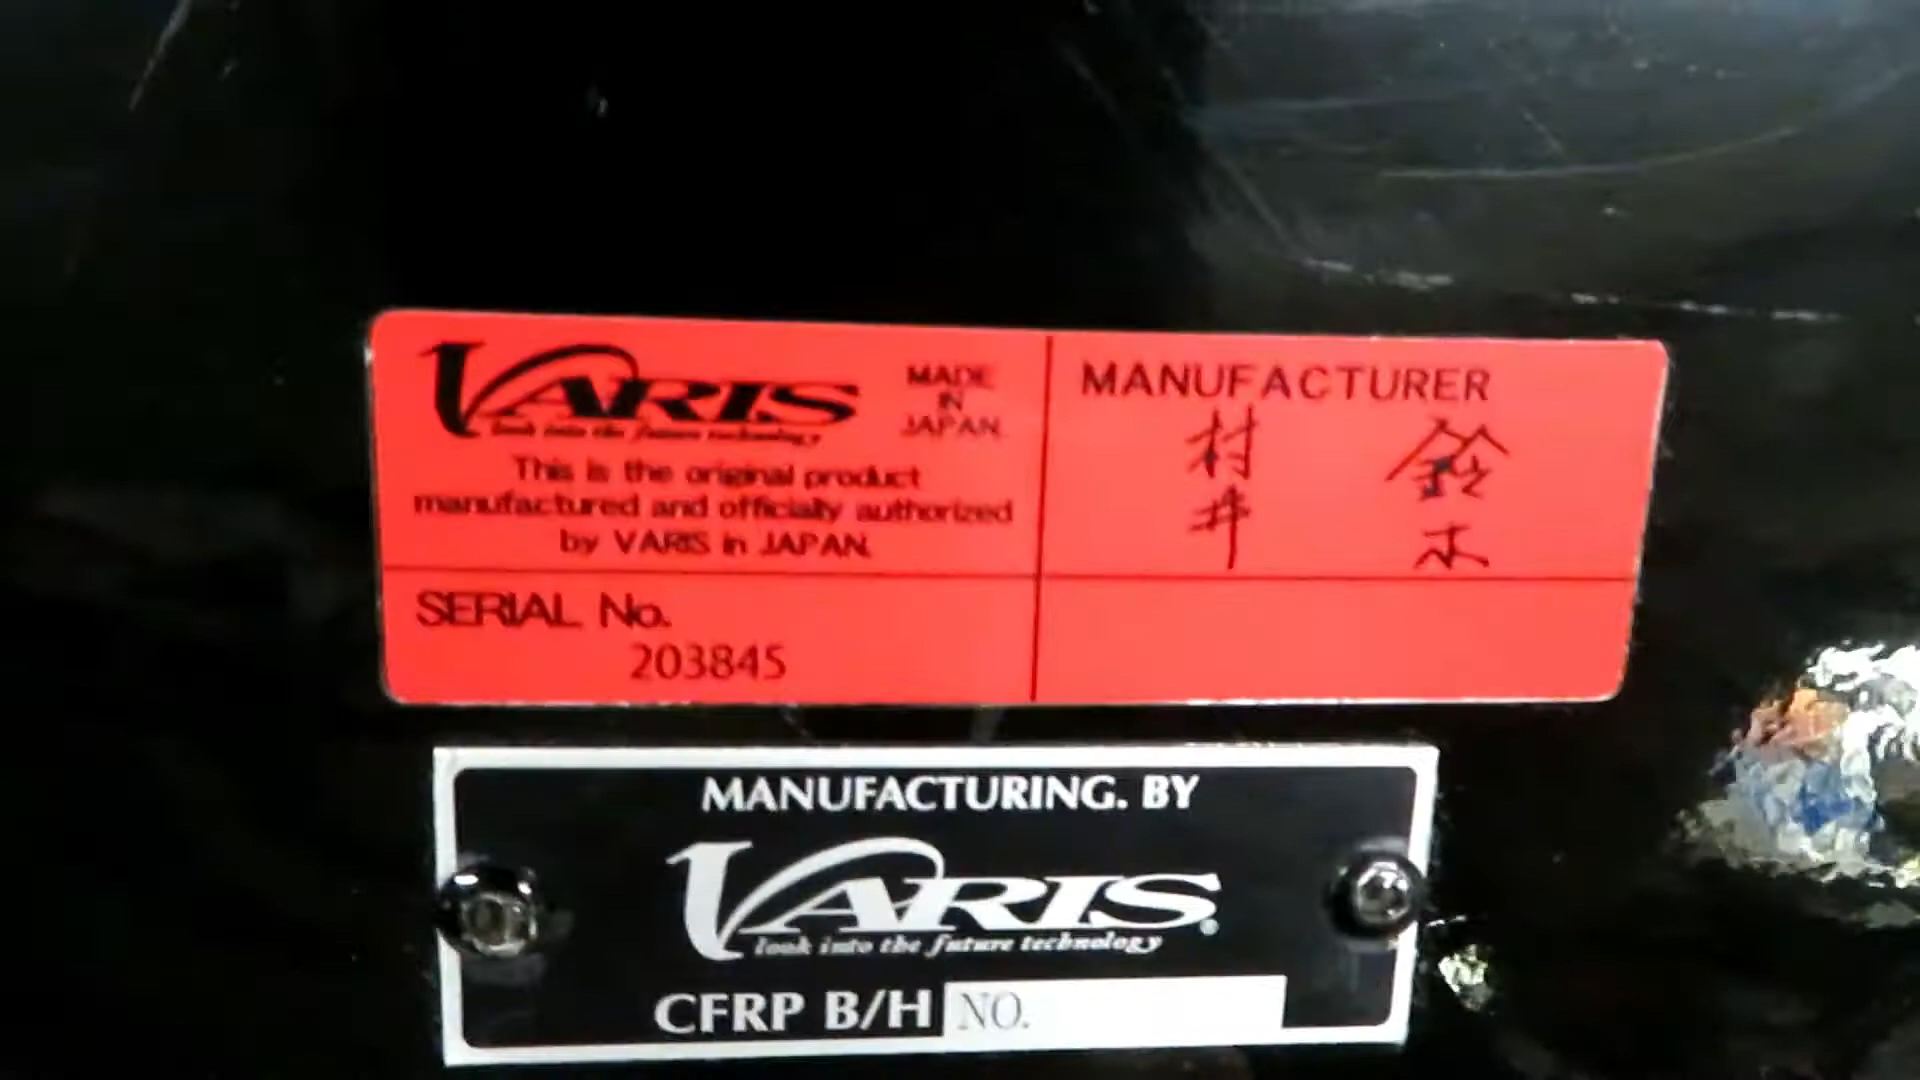 VARIS
look into the future technology
MADE
IN
JAPAN.
This is the original product
manufactured and officially authorized
by VARIS in JAPAN.
SERIAL No.
203845
MANUFACTURER
鈴木
村井
MANUFACTURING. BY
VARIS®
look into the future technology
CFRP B/H NO.